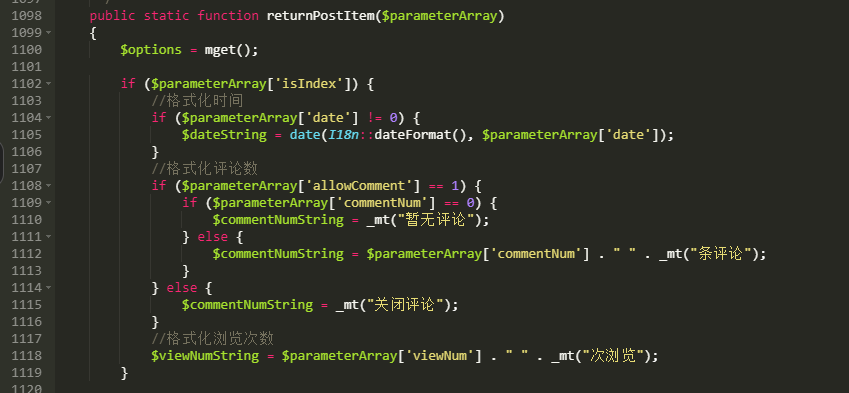 1098 public static function returnPostItem($parameterArray)
1099 {
1100 $options = mget();
1101
1102 if ($parameterArray['isIndex']) {
1103 //格式化时间
1104 if ($parameterArray['date'] != 0) {
1105 $dateString = date(I18n::dateFormat(), $parameterArray['date']);
1106 }
1107 //格式化评论数
1108 if ($parameterArray['allowComment'] == 1) {
1109 if ($parameterArray['commentNum'] == 0) {
1110 $commentNumString = _mt("暂无评论");
1111 } else {
1112 $commentNumString = $parameterArray['commentNum'] . " " . _mt("条评论");
1113 }
1114 } else {
1115 $commentNumString = _mt("关闭评论");
1116 }
1117 //格式化浏览次数
1118 $viewNumString = $parameterArray['viewNum'] . " " . _mt("次浏览");
1119 }
1120